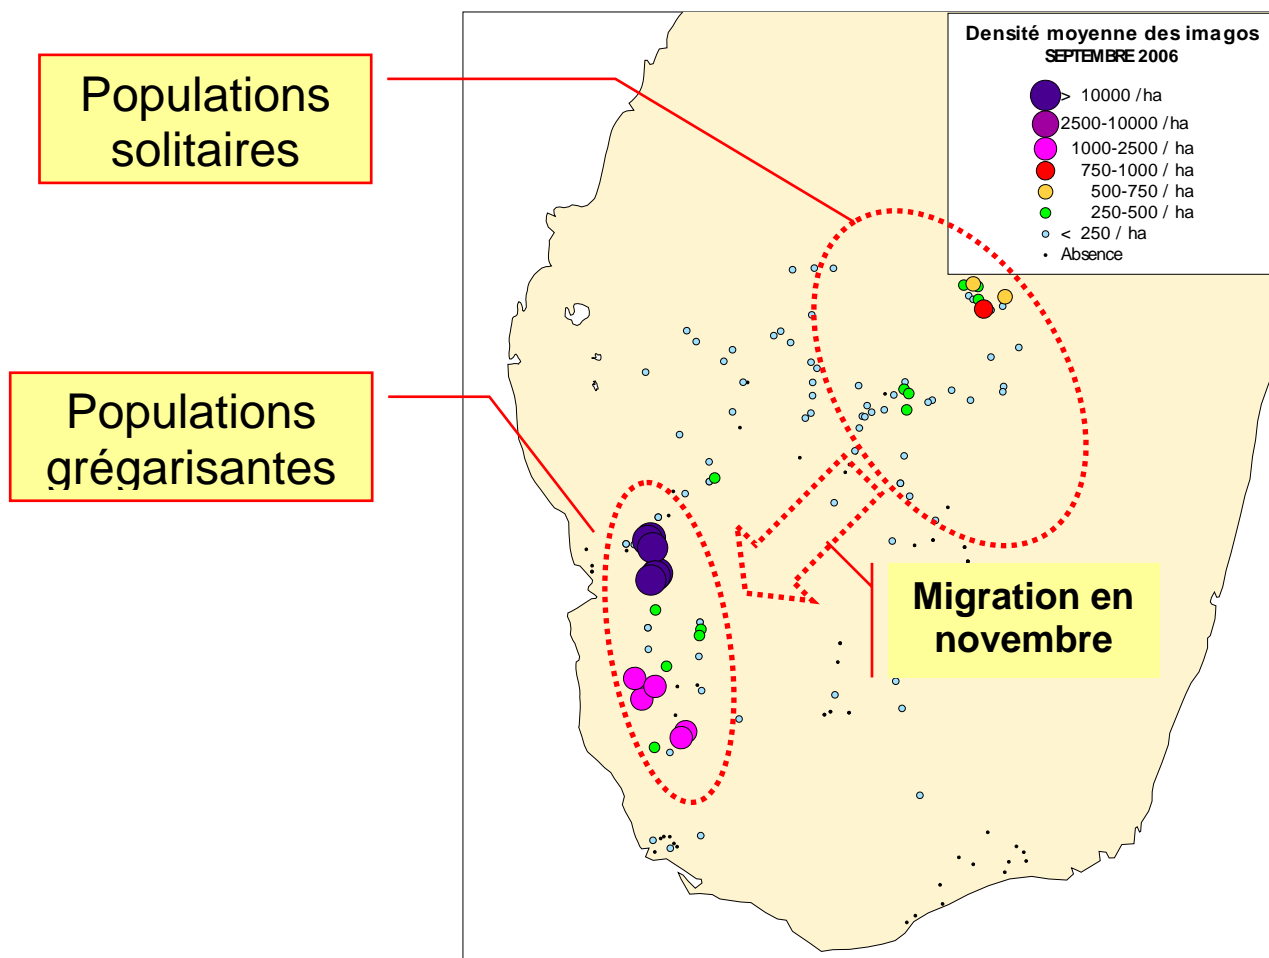 Populations
solitaires
Populations
grégarisantes
Densité moyenne des imagos
SEPTEMBRE 2006
> 10000 /ha
2500-10000 /ha
1000-2500 / ha
750-1000 / ha
500-750 / ha
250-500 / ha
< 250 / ha
Absence
Migration en
novembre